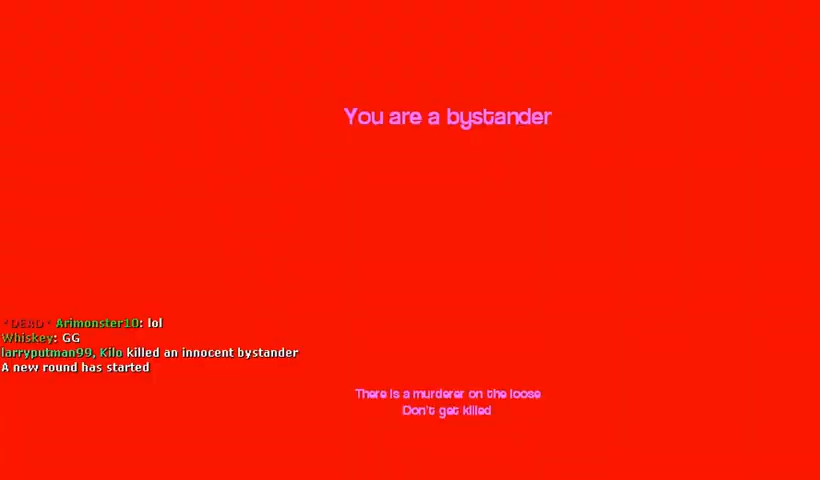 You are a bystander
*DEAD* Arimonster10: lol
Whiskey: GG
larryputman99, Kilo killed an innocent bystander
A new round has started
There is a murderer on the loose
Don't get killed